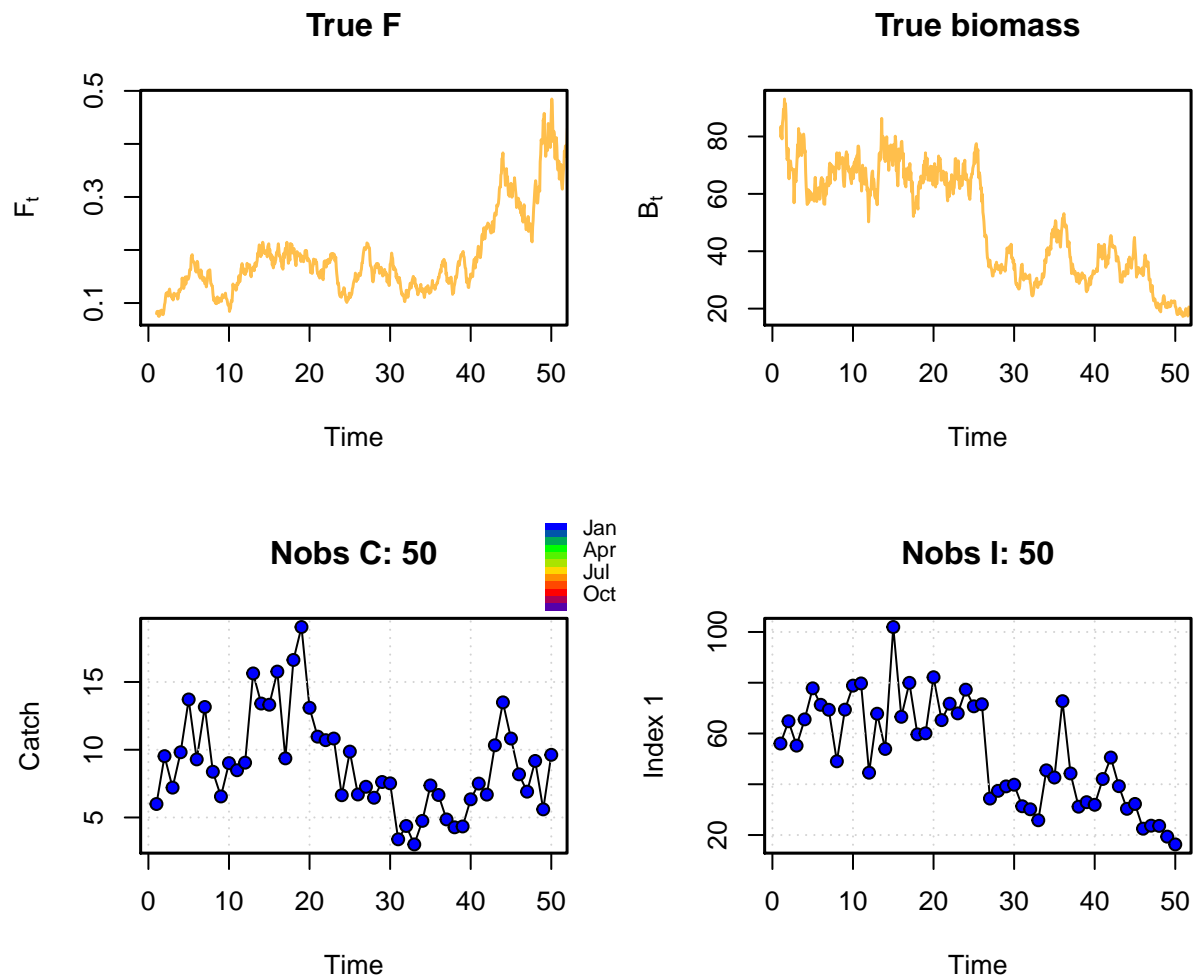 True F
0.1 0.3 0.5
F_t
0 10 20 30 40 50
Time
True biomass
20 40 60 80
B_t
0 10 20 30 40 50
Time
Nobs C: 50
Jan
Apr
Jul
Oct
5 10 15
Catch
0 10 20 30 40 50
Time
Nobs I: 50
20 60 100
Index 1
0 10 20 30 40 50
Time